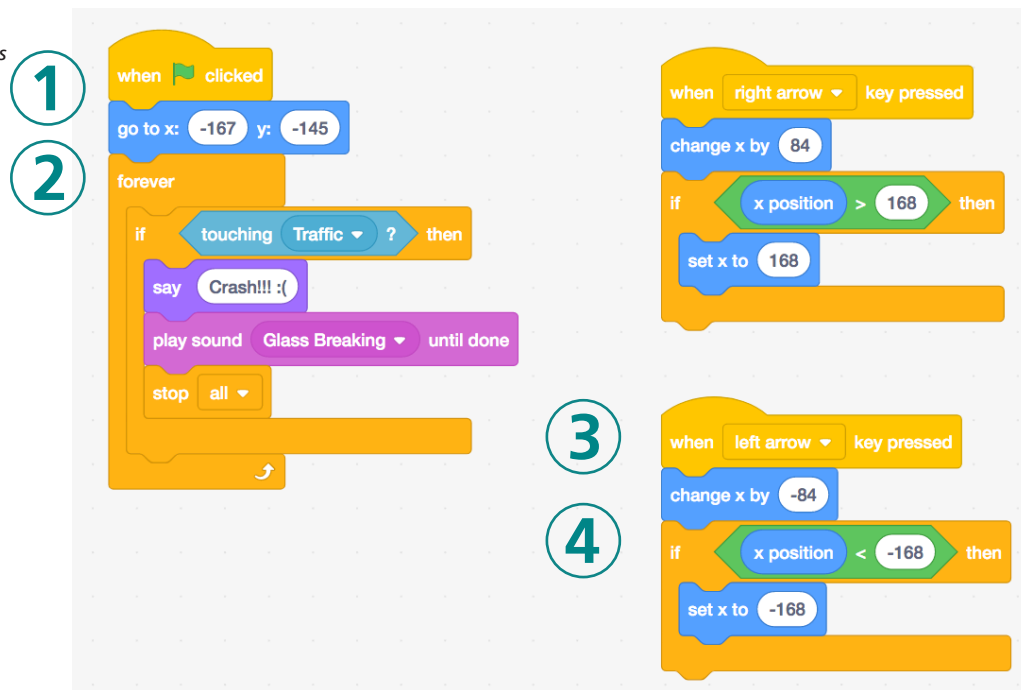 s
1
when clicked
go to x: -167 y: -145
2
forever
if touching Traffic ? then
say Crash!!! :(
play sound Glass Breaking until done
stop all
when right arrow key pressed
change x by 84
if x position > 168 then
set x to 168
3
when left arrow key pressed
change x by -84
4
if x position < -168 then
set x to -168